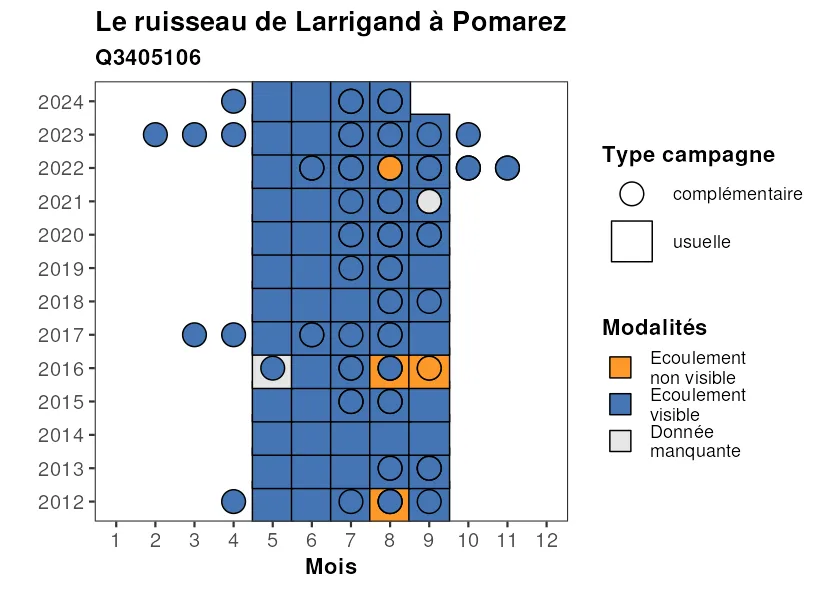 Le ruisseau de Larrigand à Pomarez
Q3405106
2024
2023
2022
2021
2020
2019
2018
2017
2016
2015
2014
2013
2012
1 2 3 4 5 6 7 8 9 10 11 12
Mois
Type campagne
complémentaire
usuelle
Modalités
Ecoulement
non visible
Ecoulement
visible
Donnée
manquante